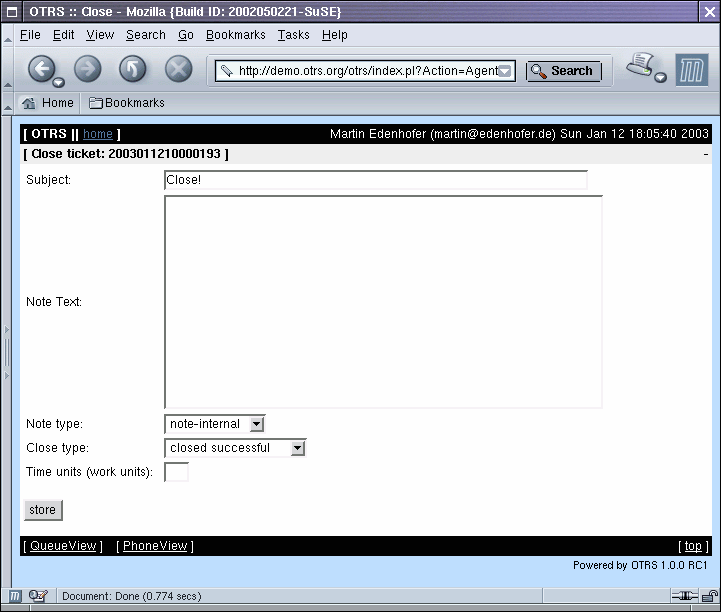 OTRS :: Close - Mozilla {Build ID: 2002050221-SuSE}
File Edit View Search Go Bookmarks Tasks Help
http://demo.otrs.org/otrs/index.pl?Action=Agent Search
Home Bookmarks
[ OTRS || home ] Martin Edenhofer (martin@edenhofer.de) Sun Jan 12 18:05:40 2003
[ Close ticket: 2003011210000193 ] -
Subject: Close!
Note Text:
Note type: note-internal
Close type: closed successful
Time units (work units):
store
[ QueueView ] [ PhoneView ] [ top ]
Powered by OTRS 1.0.0 RC1
Document: Done (0.774 secs)